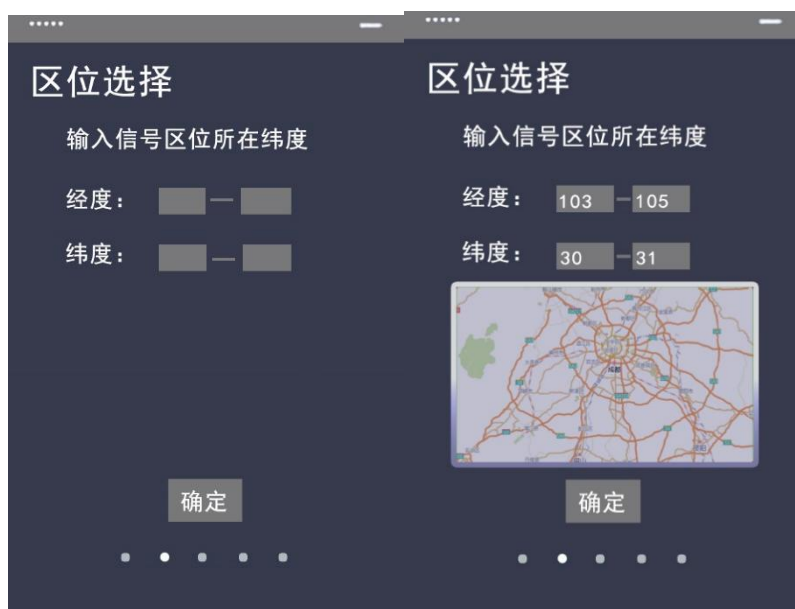 区位选择
输入信号区位所在纬度
经度：
纬度：
确定
区位选择
输入信号区位所在纬度
经度： 103 — 105
纬度： 30 — 31
成都
确定